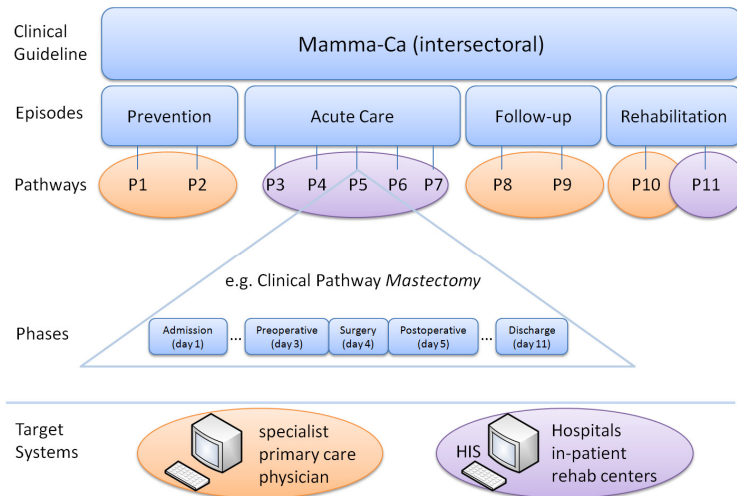 Clinical
Guideline
Mamma-Ca (intersectoral)
Episodes
Prevention
Acute Care
Follow-up
Rehabilitation
Pathways
P1
P2
P3
P4
P5
P6
P7
P8
P9
P10
P11
e.g. Clinical Pathway Mastectomy
Phases
Admission
(day 1)
...
Preoperative
(day 3)
Surgery
(day 4)
Postoperative
(day 5)
...
Discharge
(day 11)
Target
Systems
specialist
primary care
physician
HIS
Hospitals
in-patient
rehab centers